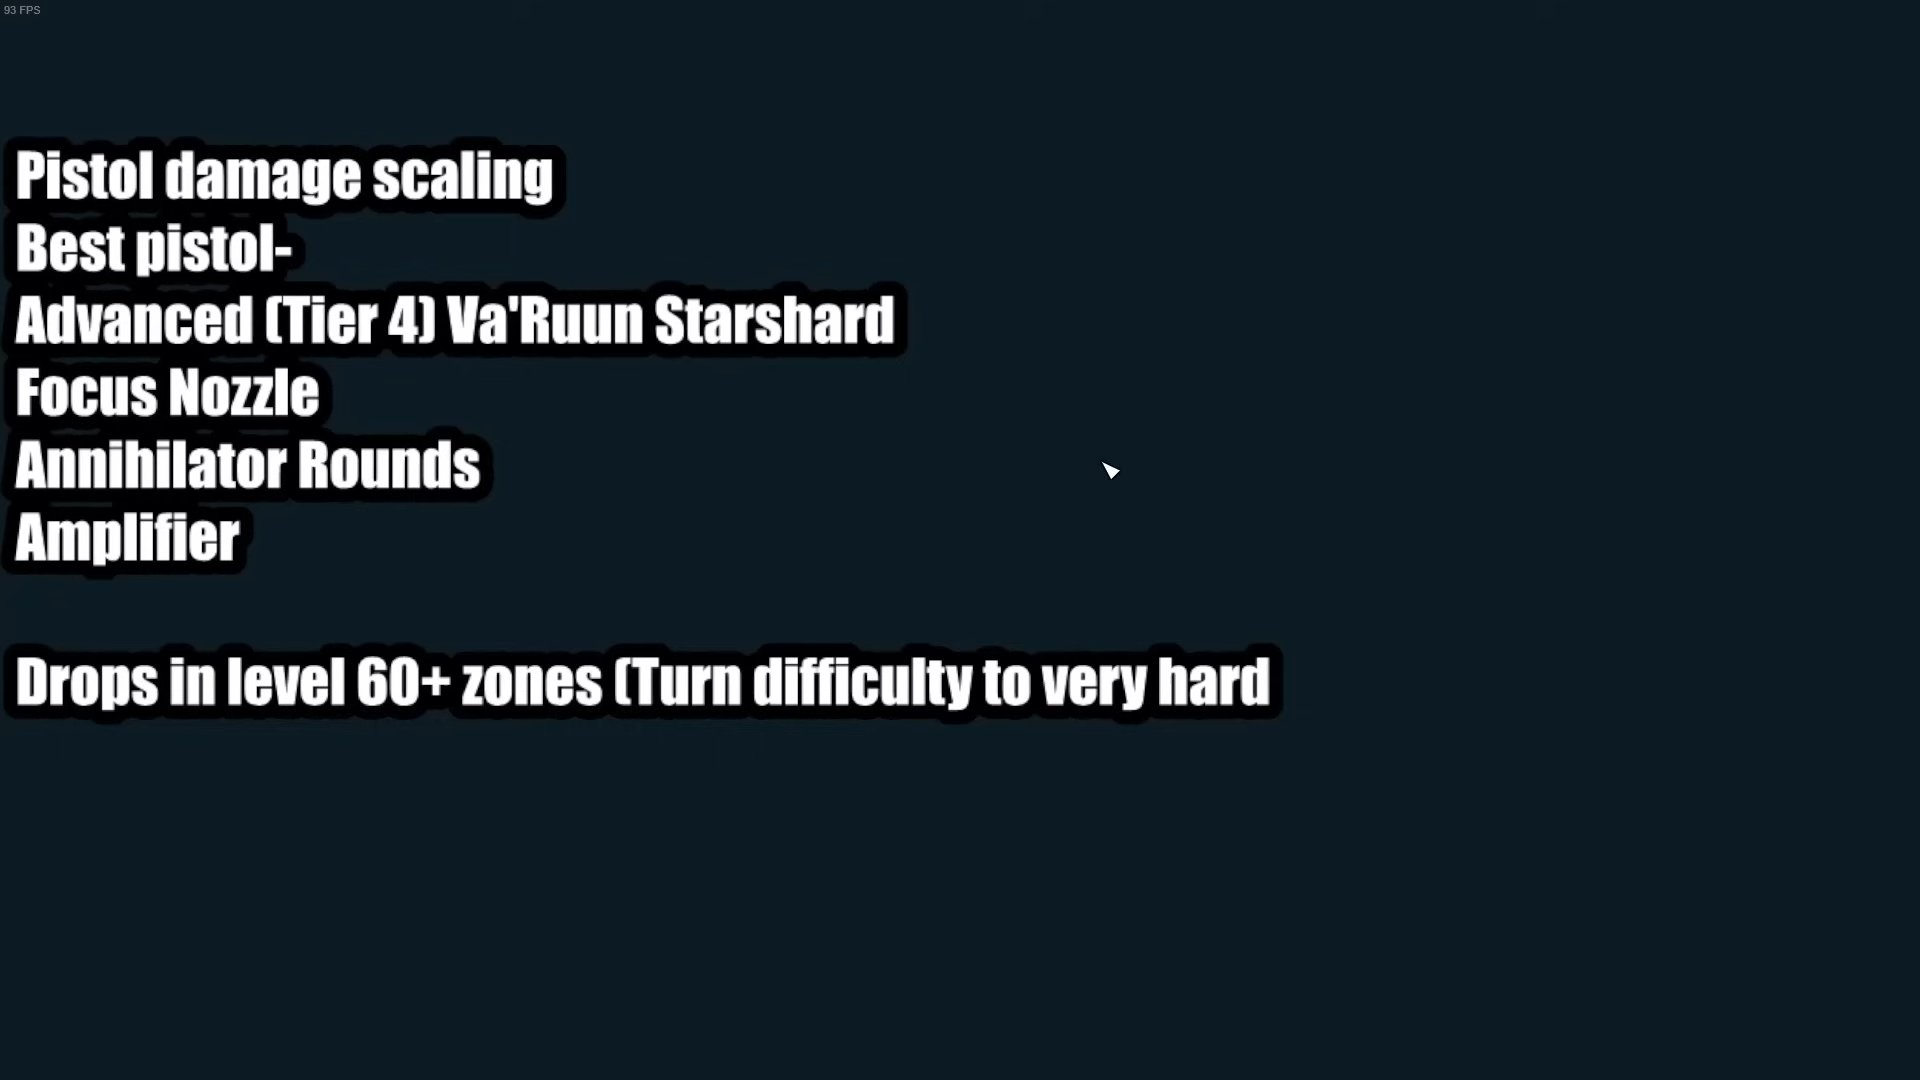 93 FPS
Pistol damage scaling
Best pistol-
Advanced (Tier 4) Va'Ruun Starshard
Focus Nozzle
Annihilator Rounds
Amplifier
Drops in level 60+ zones (Turn difficulty to very hard